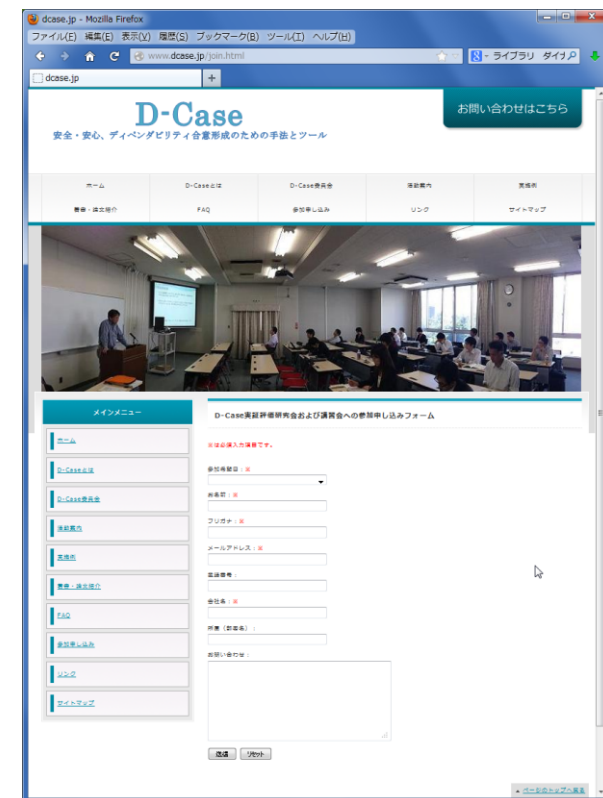 dcase.jp - Mozilla Firefox
ファイル(F) 編集(E) 表示(V) 履歴(S) ブックマーク(B) ツール(T) ヘルプ(H)
www.dcase.jp/join.html
ライブラリ ダイナ
dcase.jp
+
D-Case
安全・安心、ディペンダビリティ合意形成のための手法とツール
お問い合わせはこちら
ホーム D-Caseとは D-Case委員会 活動案内 実施例
著書・論文紹介 FAQ 参加申し込み リンク サイトマップ
メインメニュー
ホーム
D-Caseとは
D-Case委員会
活動案内
実施例
著書・論文紹介
FAQ
参加申し込み
リンク
サイトマップ
D-Case実証評価研究会および講習会への参加申し込みフォーム
※は必須入力項目です。
参加希望日：※
お名前：※
フリガナ：※
メールアドレス：※
電話番号：
会社名：※
所属（部署名）：
お問い合わせ：
送信 リセット
▲ ページのトップへ戻る